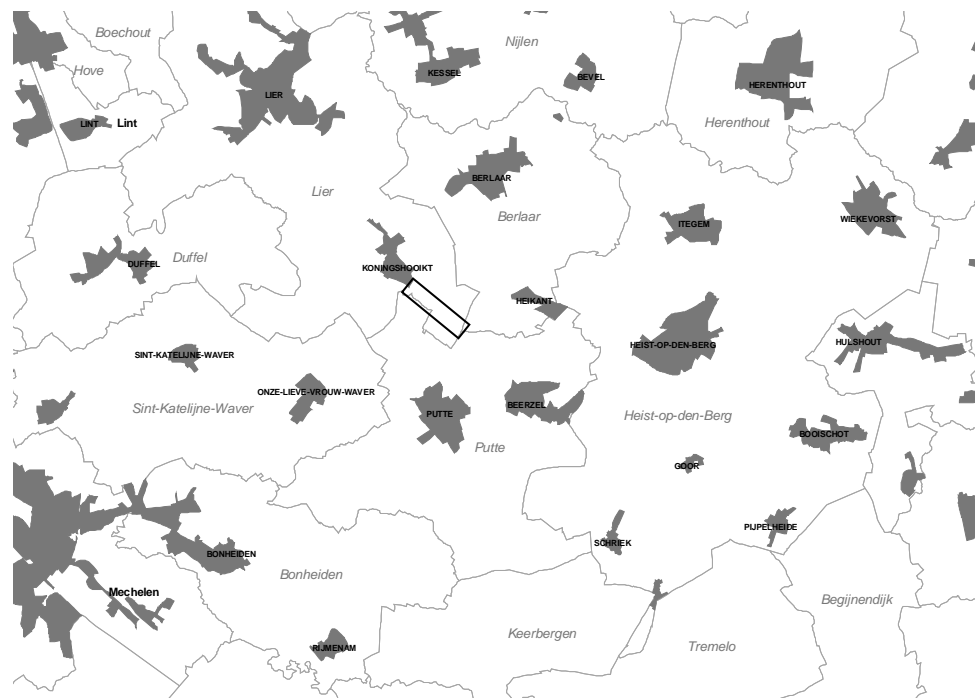 Boechout
Nijlen
Hove
KESSEL
BEVEL
HERENTHOUT
LIER
LINT
Lint
Herenthout
BERLAAR
Lier
Berlaar
ITEGEM
WIEKEVORST
DUFFEL
Duffel
KONINGSHOOIKT
HEIKANT
HEIST-OP-DEN-BERG
HULSHOUT
SINT-KATELIJNE-WAVER
ONZE-LIEVE-VROUW-WAVER
Sint-Katelijne-Waver
PUTTE
BEERZEL
Heist-op-den-Berg
BOOISCHOT
Putte
GOOR
PIJPELHEIDE
SCHRIEK
BONHEIDEN
Bonheiden
Mechelen
Begijnendijk
Keerbergen
Tremelo
RIJMENAM